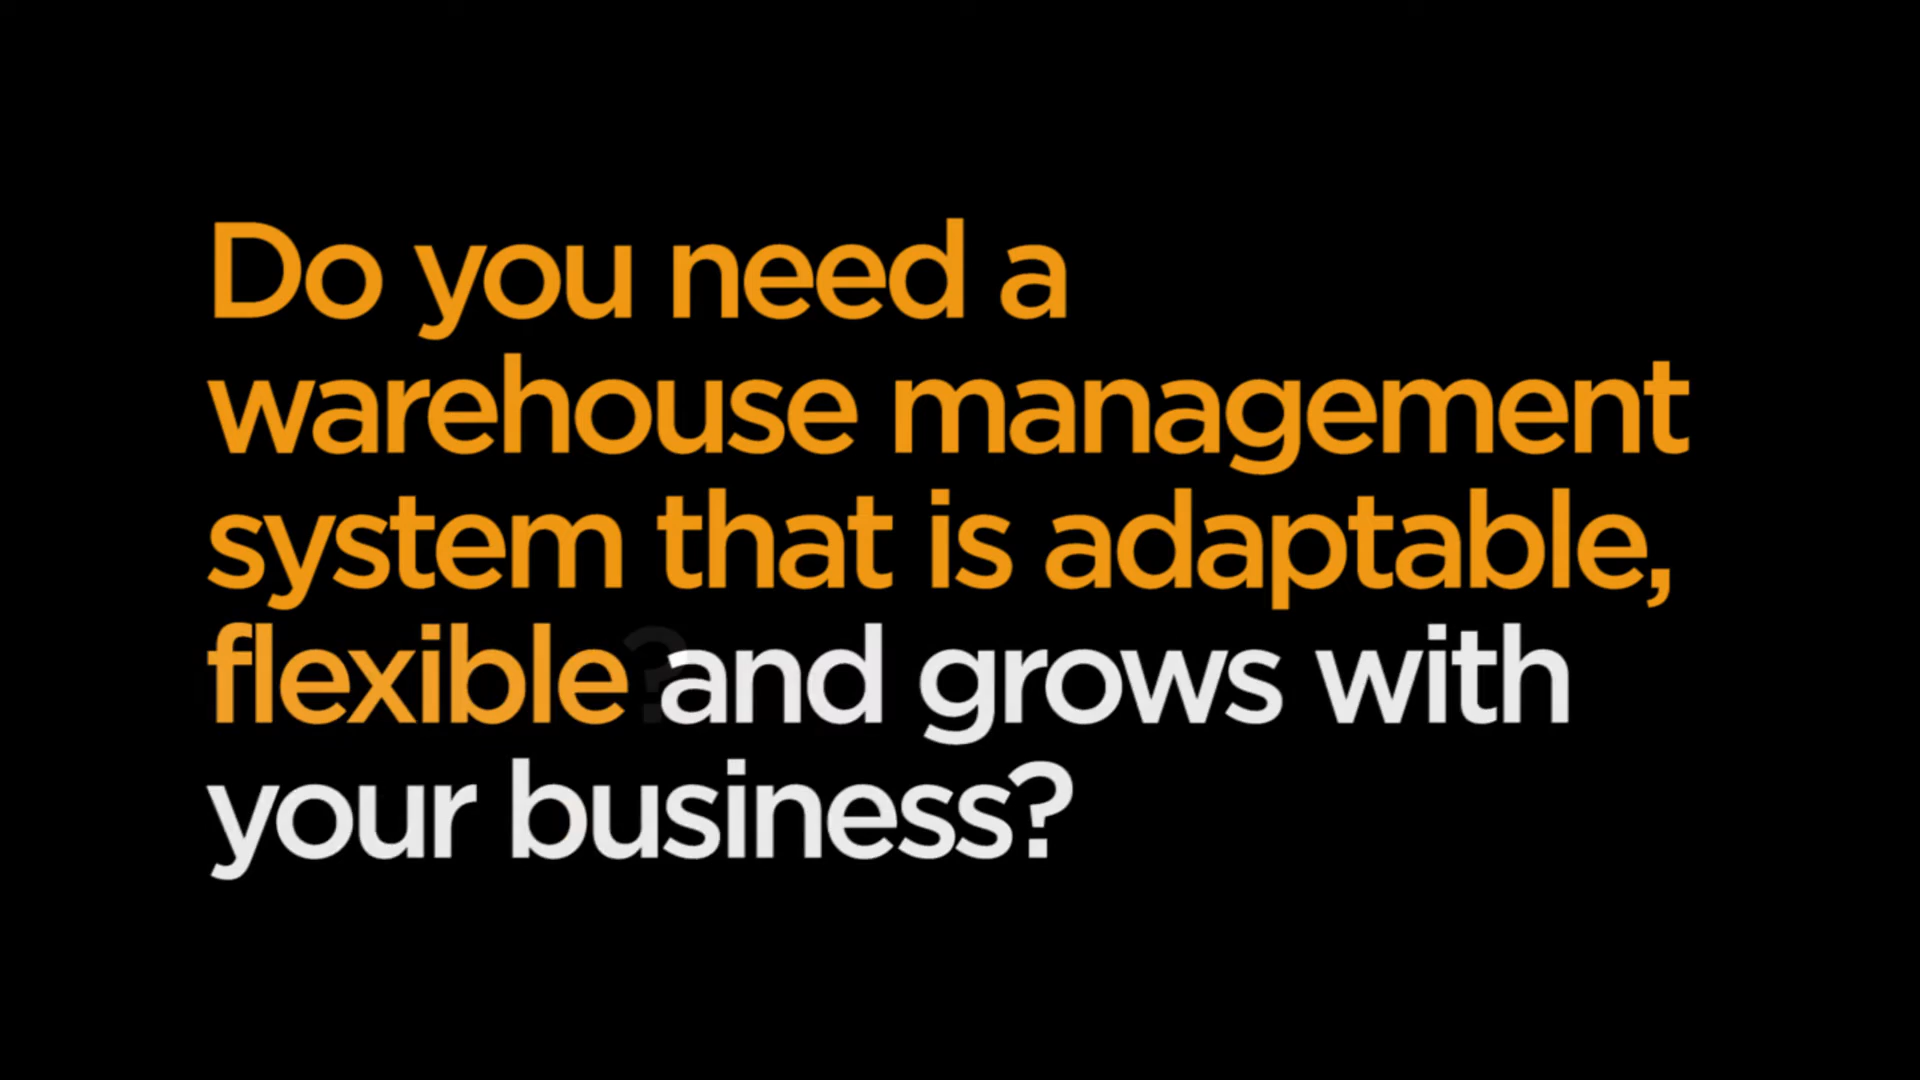 Do you need a
warehouse management
system that is adaptable,
flexible and grows with
your business?